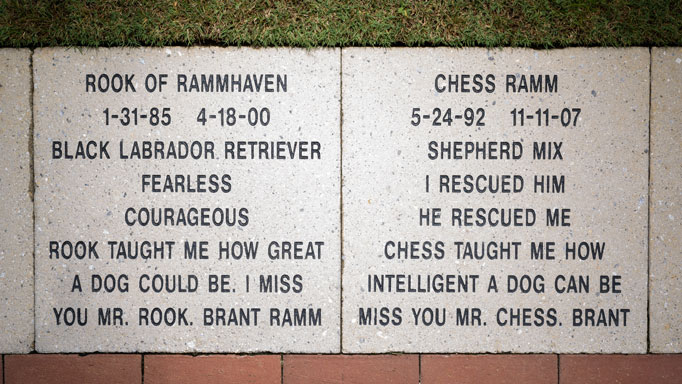 ROOK OF RAMMHAVEN
1-31-85 4-18-00
BLACK LABRADOR RETRIEVER
FEARLESS
COURAGEOUS
ROOK TAUGHT ME HOW GREAT
A DOG COULD BE. I MISS
YOU MR. ROOK. BRANT RAMM
CHESS RAMM
5-24-92 11-11-07
SHEPHERD MIX
I RESCUED HIM
HE RESCUED ME
CHESS TAUGHT ME HOW
INTELLIGENT A DOG CAN BE
MISS YOU MR. CHESS. BRANT